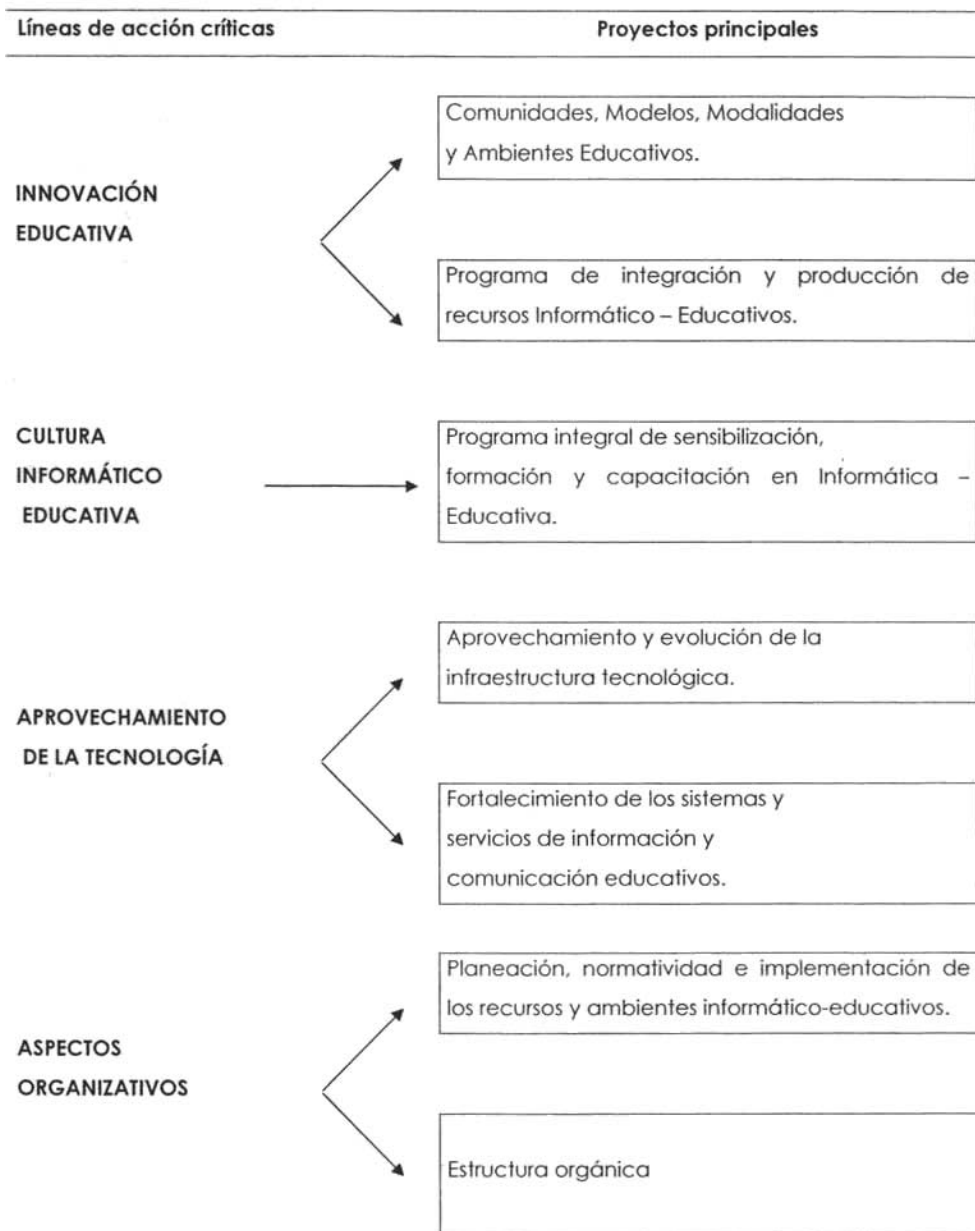 Líneas de acción críticas
Proyectos principales
INNOVACIÓN
EDUCATIVA
Comunidades, Modelos, Modalidades
y Ambientes Educativos.
Programa de integración y producción de
recursos Informático – Educativos.
CULTURA
INFORMÁTICO
EDUCATIVA
Programa integral de sensibilización,
formación y capacitación en Informática –
Educativa.
APROVECHAMIENTO
DE LA TECNOLOGÍA
Aprovechamiento y evolución de la
infraestructura tecnológica.
Fortalecimiento de los sistemas y
servicios de información y
comunicación educativos.
ASPECTOS
ORGANIZATIVOS
Planeación, normatividad e implementación de
los recursos y ambientes informático-educativos.
Estructura orgánica